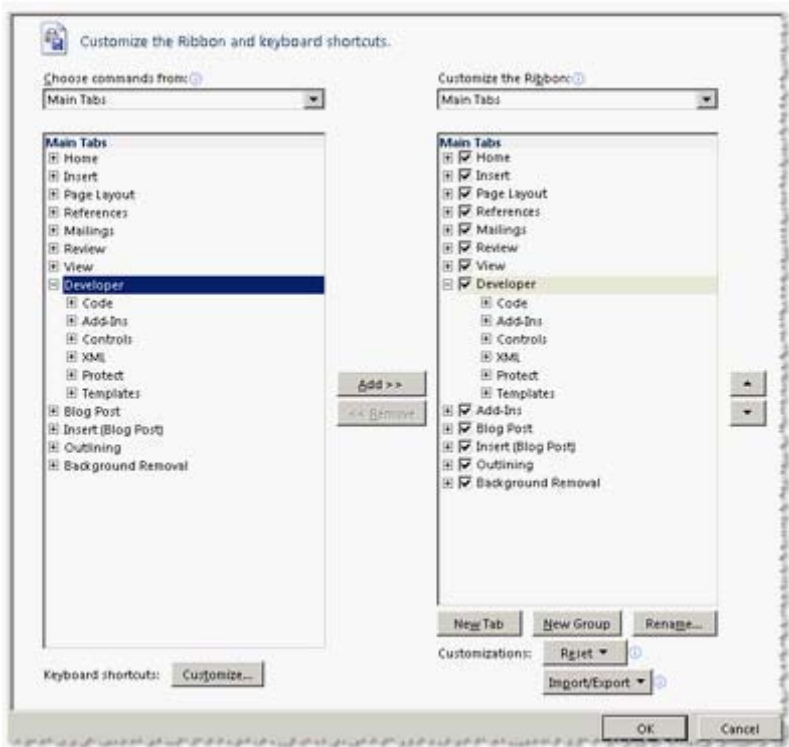 Customize the Ribbon and keyboard shortcuts.
Choose commands from:
Main Tabs
Main Tabs
Home
Insert
Page Layout
References
Mailings
Review
View
Developer
Code
Add-Ins
Controls
XML
Protect
Templates
Blog Post
Insert (Blog Post)
Outlining
Background Removal
Keyboard shortcuts: Customize...
Add >>
<< Remove
Customize the Ribbon:
Main Tabs
Main Tabs
Home
Insert
Page Layout
References
Mailings
Review
View
Developer
Code
Add-Ins
Controls
XML
Protect
Templates
Add-Ins
Blog Post
Insert (Blog Post)
Outlining
Background Removal
New Tab New Group Rename...
Customizations: Reset
Import/Export
OK Cancel